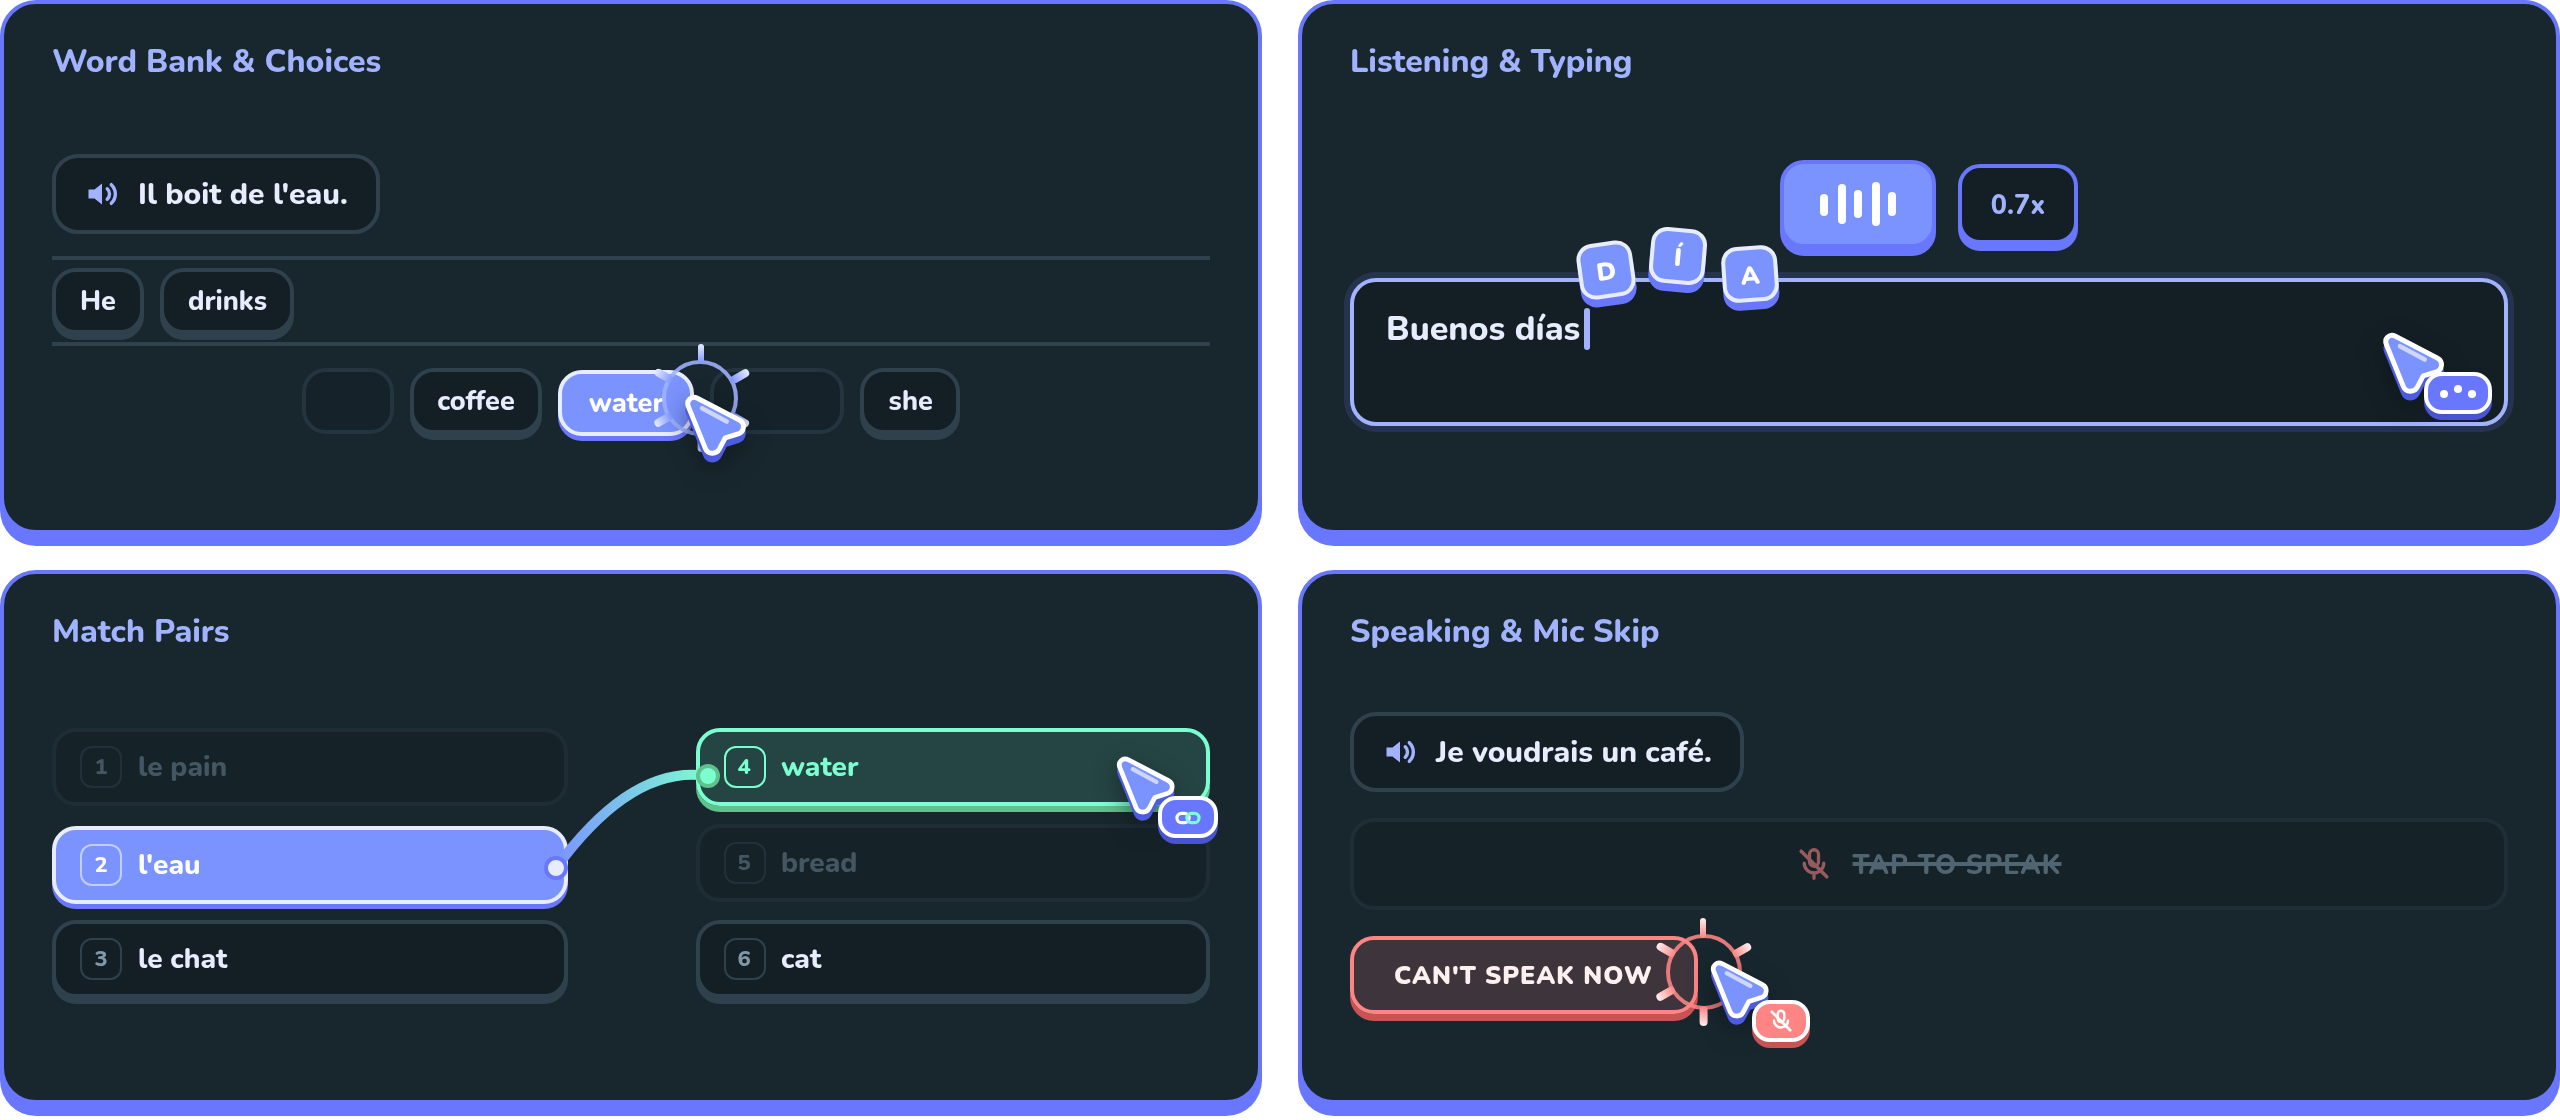 Word Bank & Choices
Il boit de l'eau.
He drinks
coffee water she
Listening & Typing
0.7x
D Í A
Buenos días
Match Pairs
1 le pain
2 l'eau
3 le chat
4 water
5 bread
6 cat
Speaking & Mic Skip
Je voudrais un café.
TAP TO SPEAK
CAN'T SPEAK NOW